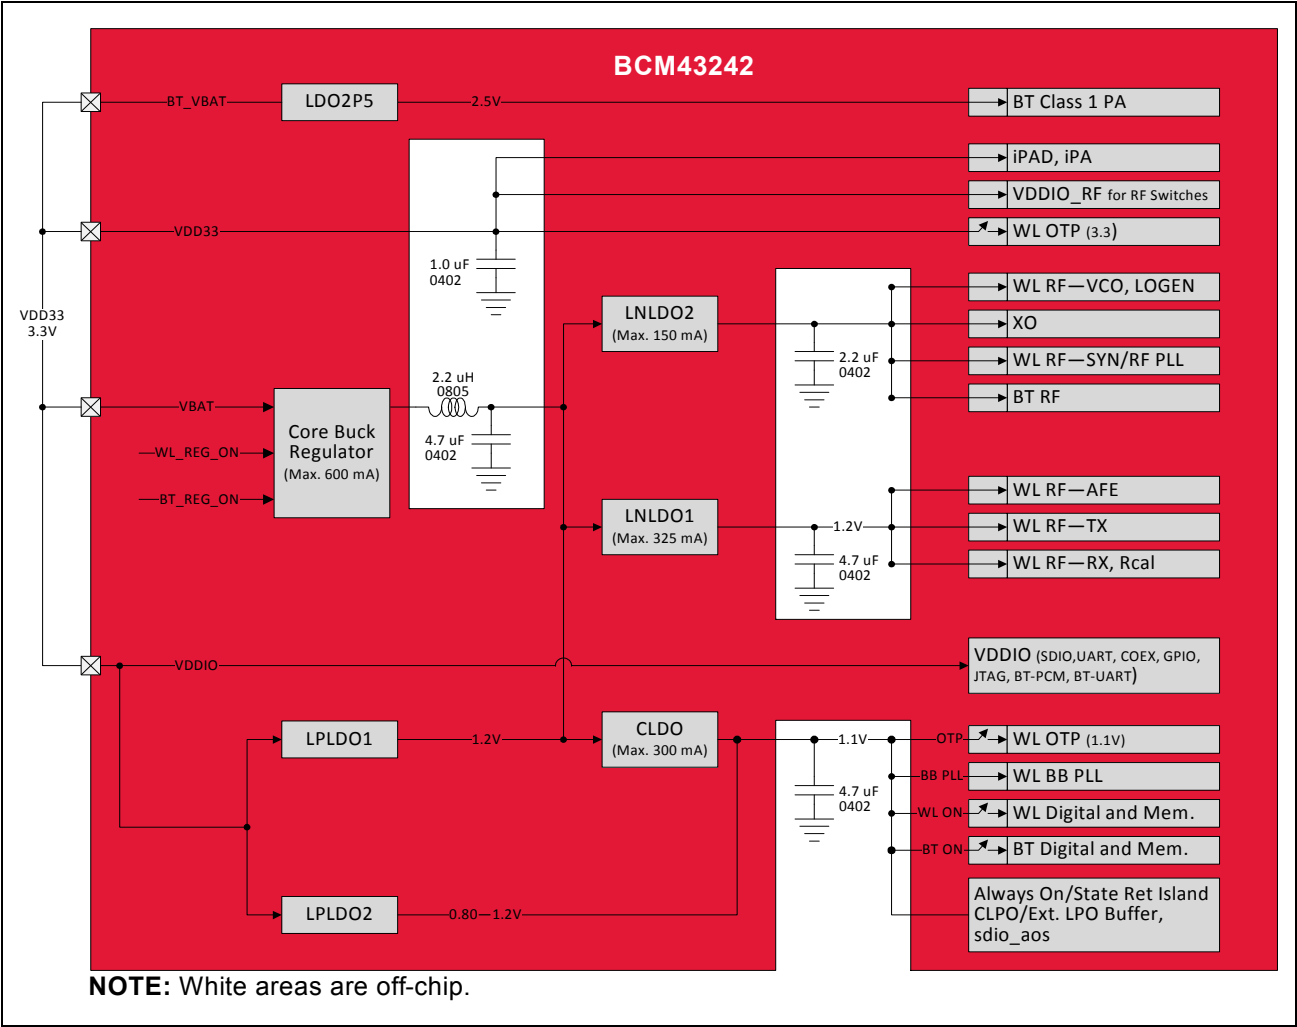 BCM43242
BT_VBAT
LDO2P5
2.5V
BT Class 1 PA
iPAD, iPA
VDDIO_RF for RF Switches
VDD33
WL OTP (3.3)
1.0 uF
0402
VDD33
3.3V
LNLDO2
(Max. 150 mA)
WL RF—VCO, LOGEN
XO
2.2 uF
0402
WL RF—SYN/RF PLL
BT RF
VBAT
WL_REG_ON
BT_REG_ON
Core Buck
Regulator
(Max. 600 mA)
2.2 uH
0805
4.7 uF
0402
LNLDO1
(Max. 325 mA)
1.2V
4.7 uF
0402
WL RF—AFE
WL RF—TX
WL RF—RX, Rcal
VDDIO
VDDIO (SDIO,UART, COEX, GPIO,
JTAG, BT-PCM, BT-UART)
LPLDO1
1.2V
CLDO
(Max. 300 mA)
1.1V
4.7 uF
0402
OTP
WL OTP (1.1V)
BB PLL
WL BB PLL
WL ON
WL Digital and Mem.
BT ON
BT Digital and Mem.
LPLDO2
0.80—1.2V
Always On/State Ret Island
CLPO/Ext. LPO Buffer,
sdio_aos
NOTE: White areas are off-chip.